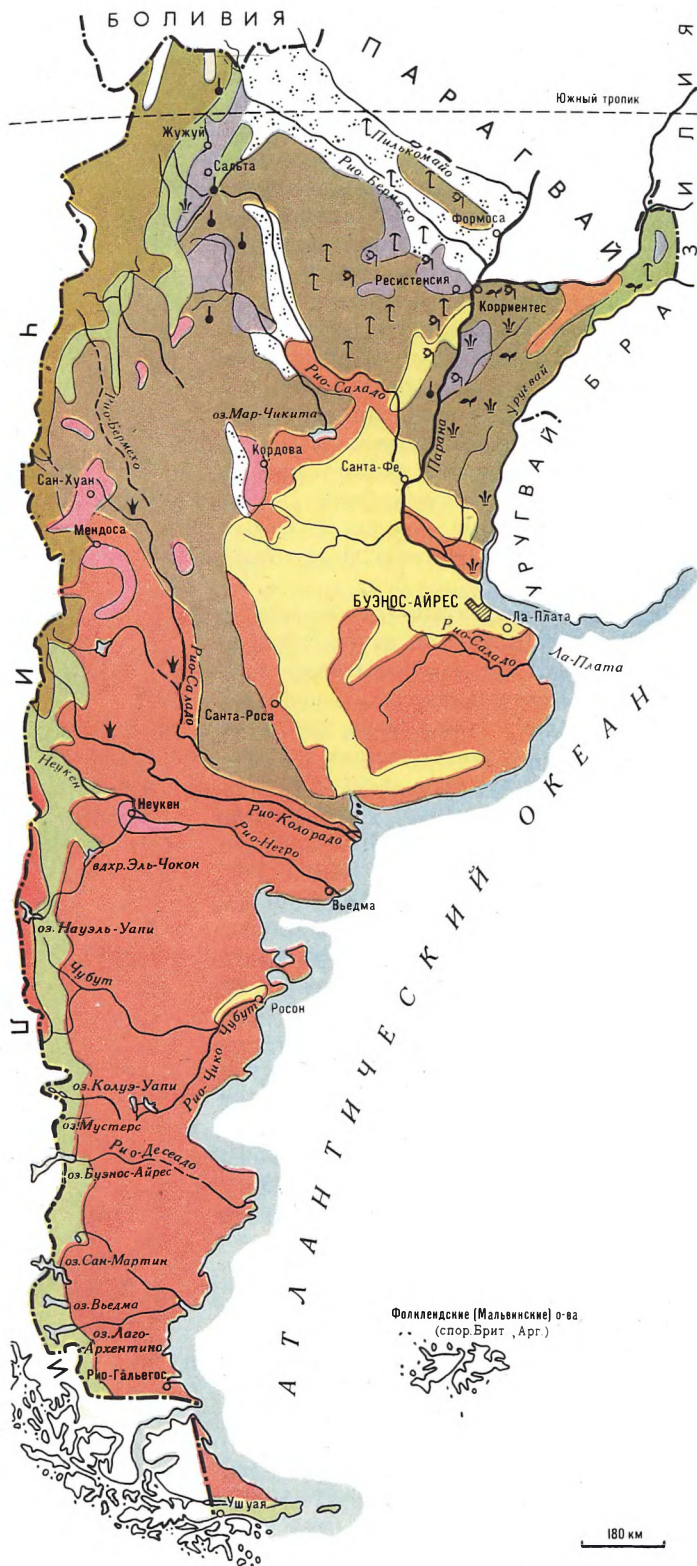 БОЛИВИЯ
ПАРАГВАЙ
БРАЗИЛИЯ
Южный тропик
Жужуй
Сальта
Пилькомайо
Рио-Бермехо
Формоса
Ресистенсия
Корриентес
Рио-Саладо
оз.Мар-Чикита
Кордова
Рио-Бермехо
Сан-Хуан
Мендоса
Санта-Фе
Парана
Уругвай
УРУГВАЙ
БУЭНОС-АЙРЕС
Ла-Плата
Рио-Саладо
Ла-Плата
Рио-Саладо
Санта-Роса
Неукен
Неукен
Рио-Колорадо
Рио-Негро
вдхр.Эль-Чокон
Вьедма
оз.Науэль-Уапи
Чубут
Чубут
Росон
Рио-Чико
оз.Колуэ-Уапи
оз.Мустерс
Рио-Десеадо
оз.Буэнос-Айрес
оз.Сан-Мартин
оз.Вьедма
оз.Лаго-
Архентино
Рио-Гальегос
Ушуая
ЧИЛИ
АТЛАНТИЧЕСКИЙ ОКЕАН
Фолклендские (Мальвинские) о-ва
(спор.Брит , Арг.)
180 км